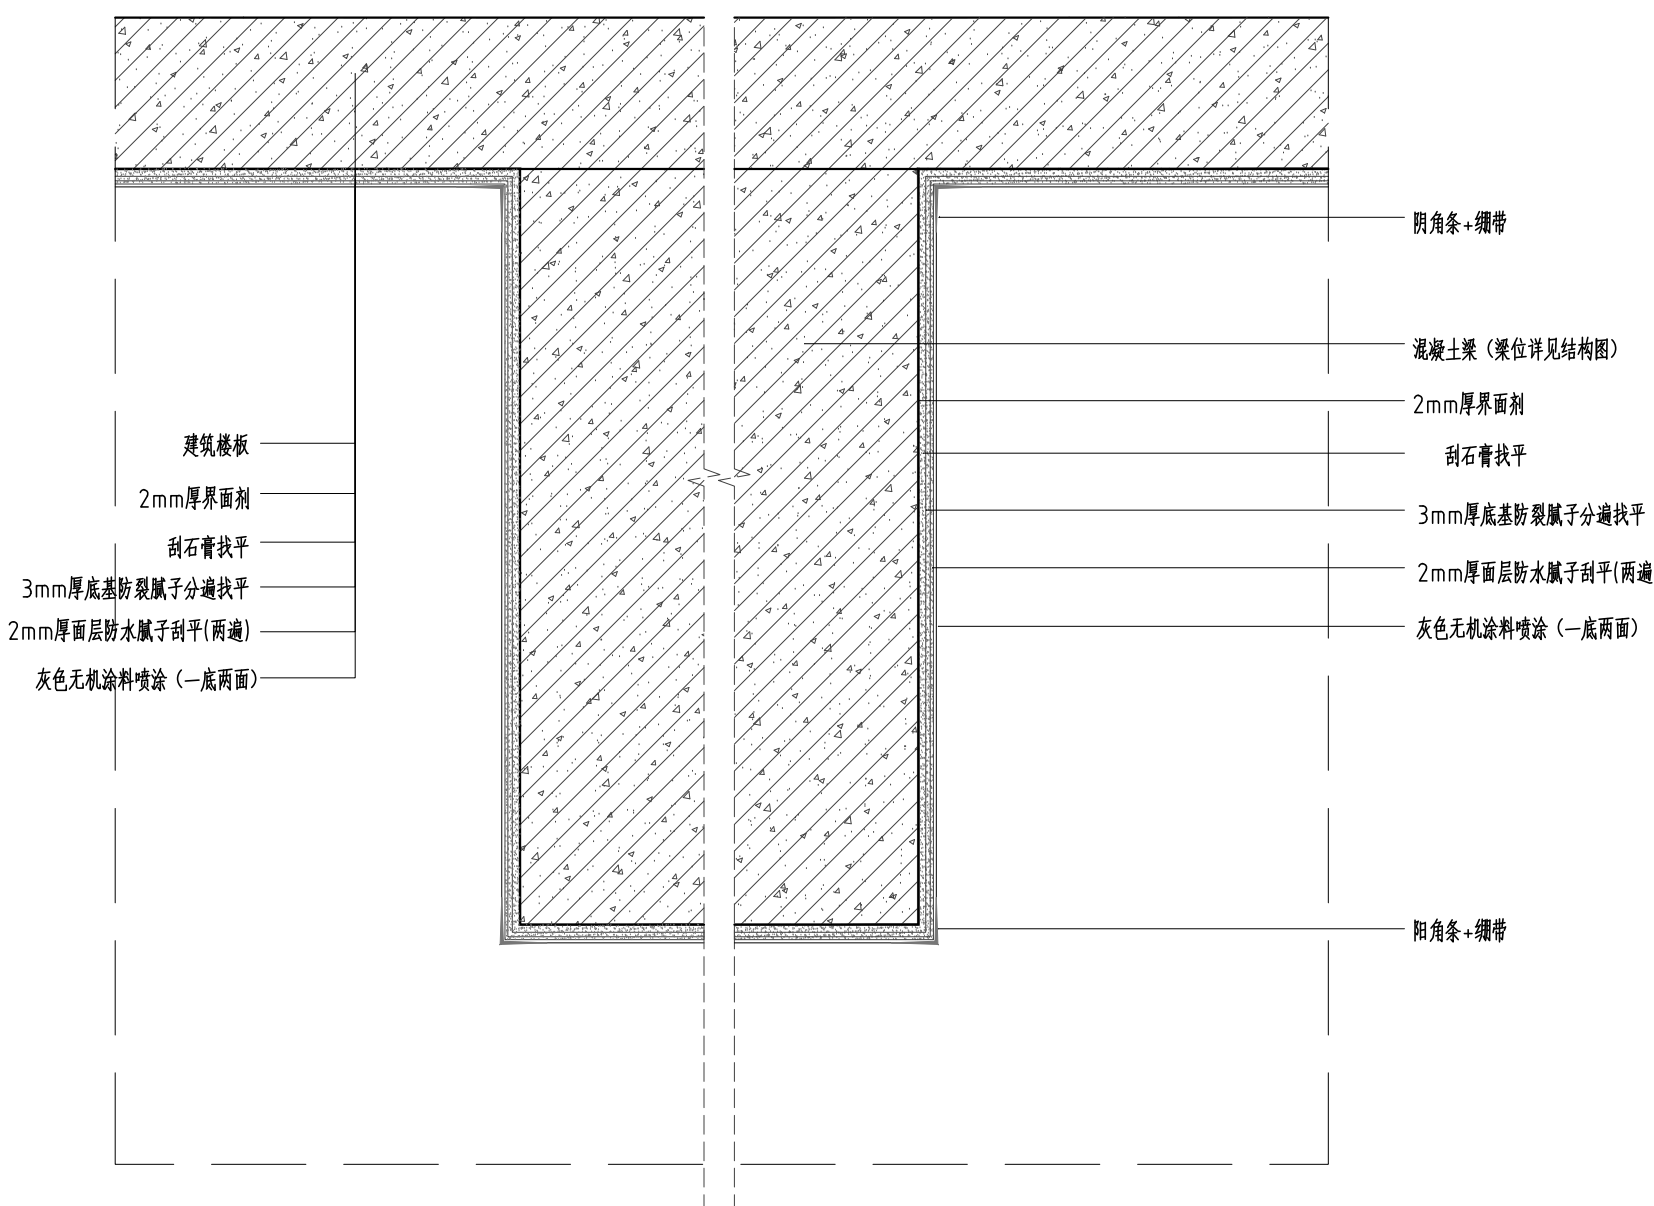 建筑楼板
2mm厚界面剂
刮石膏找平
3mm厚底基防裂腻子分遍找平
2mm厚面层防水腻子刮平(两遍)
灰色无机涂料喷涂（一底两面）
阴角条+绷带
混凝土梁（梁位详见结构图）
2mm厚界面剂
刮石膏找平
3mm厚底基防裂腻子分遍找平
2mm厚面层防水腻子刮平(两遍
灰色无机涂料喷涂（一底两面）
阳角条+绷带